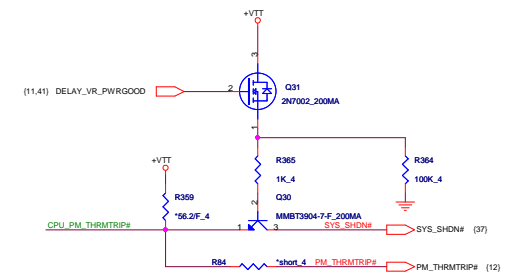 +VTT
3
Q31
2N7002_200MA
(11,41) DELAY_VR_PWRGOOD
2
1
R365
1K_4
R364
100K_4
+VTT
R359
*56.2/F_4
Q30
2
MMBT3904-7-F_200MA
CPU_PM_THRMTRIP#
1
3
SYS_SHDN#
SYS_SHDN# (37)
R84
*short_4
PM_THRMTRIP#
PM_THRMTRIP# (12)